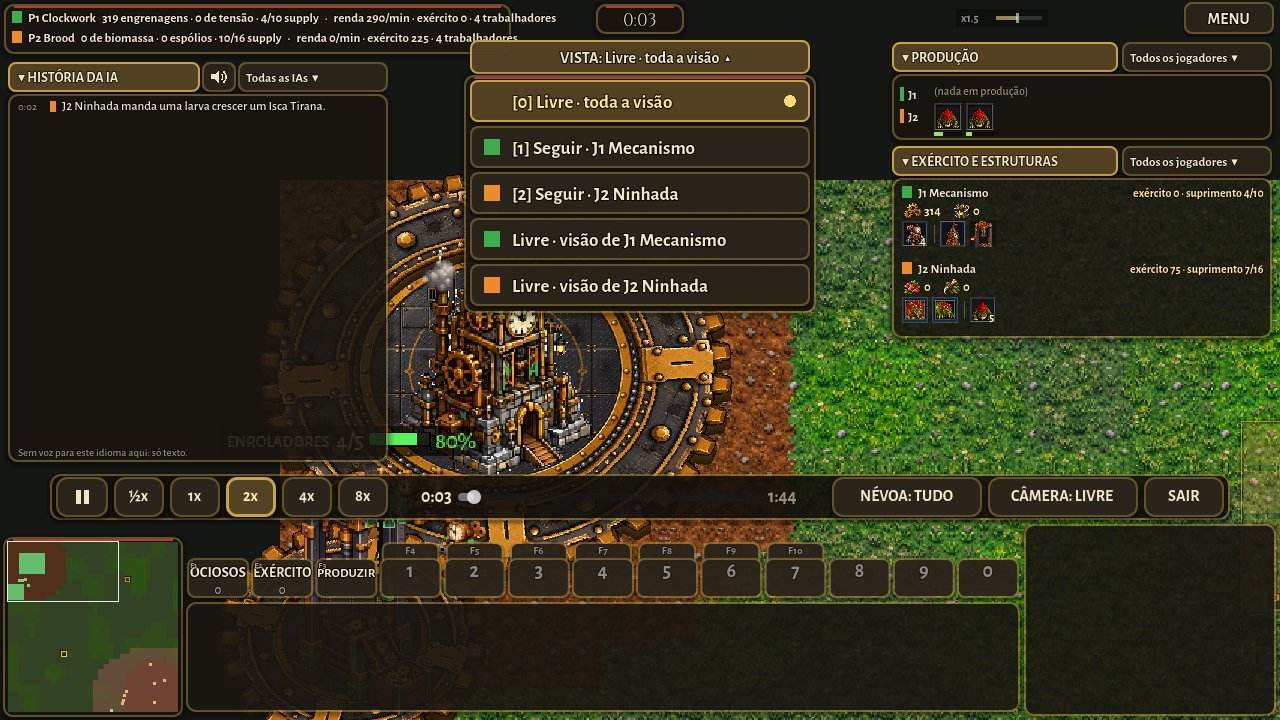 P1 Clockwork 319 engrenagens · 0 de tensão · 4/10 supply · renda 290/min · exército 0 · 4 trabalhadores
P2 Brood 0 de biomassa · 0 espólios · 10/16 supply · renda 0/min · exército 225 · 4 trabalhadores
0:03
x1.5
MENU
VISTA: Livre · toda a visão ▴
[0] Livre · toda a visão
[1] Seguir · J1 Mecanismo
[2] Seguir · J2 Ninhada
Livre · visão de J1 Mecanismo
Livre · visão de J2 Ninhada
▾ HISTÓRIA DA IA
Todas as IAs ▾
0:02 J2 Ninhada manda uma larva crescer um Isca Tirana.
Sem voz para este idioma aqui: só texto.
▾ PRODUÇÃO
Todos os jogadores ▾
J1 (nada em produção)
J2
▾ EXÉRCITO E ESTRUTURAS
Todos os jogadores ▾
J1 Mecanismo exército 0 · suprimento 4/10
314 0
4
J2 Ninhada exército 75 · suprimento 7/16
0 0
5
ENROLADORES 4/5 80%
½x 1x 2x 4x 8x
0:03 1:44
NÉVOA: TUDO
CÂMERA: LIVRE
SAIR
F4 F5 F6 F7 F8 F9 F10
OCIOSOS EXÉRCITO PRODUZIR 1 2 3 4 5 6 7 8 9 0
0 0